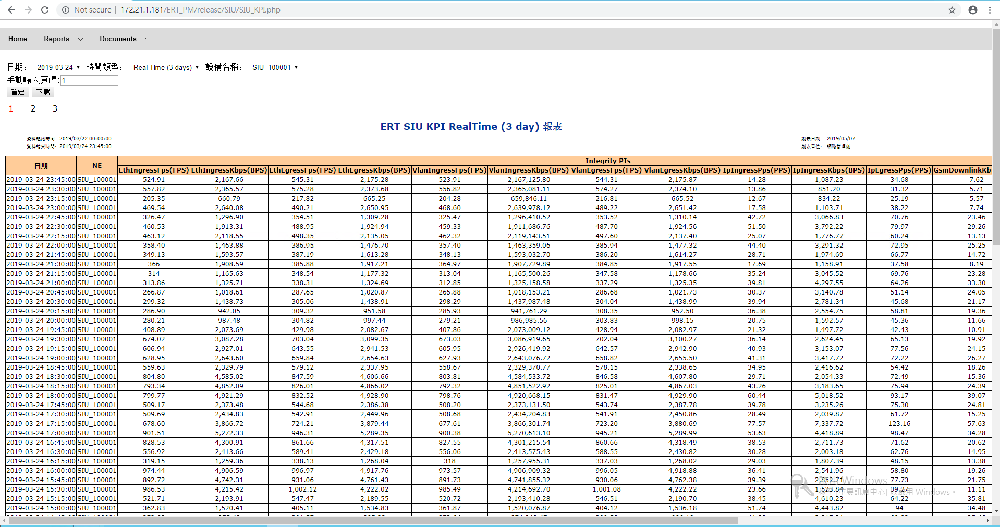 Not secure | 172.21.1.181/ERT_PM/release/SIU/SIU_KPI.php
Home Reports Documents
日期： 2019-03-24 時間類型： Real Time (3 days) 設備名稱： SIU_100001
手動輸入頁碼: 1
確定 下載
1 2 3
ERT SIU KPI RealTime (3 day) 報表
資料起始時間： 2019/03/22 00:00:00 製表日期： 2019/05/07
資料結束時間： 2019/03/24 23:45:00 製表單位： 網路管理處
日期 NE Integrity PIs
EthIngressFps(FPS) EthIngressKbps(BPS) EthEgressFps(FPS) EthEgressKbps(BPS) VlanIngressFps(FPS) VlanIngressKbps(BPS) VlanEgressFps(FPS) VlanEgressKbps(BPS) IpIngressPps(PPS) IpIngressKbps(BPS) IpEgressPps(PPS) GsmDownlinkKb
2019-03-24 23:45:00 SIU_100001 524.91 2,167.66 545.31 2,175.28 523.91 2,167,125.80 544.31 2,175.87 14.28 1,087.23 34.68 7.62
2019-03-24 23:30:00 SIU_100001 557.82 2,365.57 575.28 2,373.68 556.82 2,365,081.11 574.27 2,374.10 13.86 851.20 31.32 5.71
2019-03-24 23:15:00 SIU_100001 205.35 660.79 217.82 665.25 204.28 659,846.11 216.81 665.52 12.67 834.22 25.19 5.57
2019-03-24 23:00:00 SIU_100001 469.54 2,640.08 490.21 2,650.95 468.60 2,639,978.12 489.22 2,651.42 17.58 1,103.71 38.22 7.74
2019-03-24 22:45:00 SIU_100001 326.47 1,296.90 354.51 1,309.28 325.47 1,296,410.52 353.52 1,310.14 42.72 3,066.83 70.76 23.46
2019-03-24 22:30:00 SIU_100001 460.53 1,913.31 488.95 1,924.94 459.33 1,911,686.76 487.70 1,924.56 51.50 3,792.22 79.97 29.26
2019-03-24 22:15:00 SIU_100001 463.12 2,118.55 498.35 2,135.05 462.32 2,119,143.51 497.60 2,137.40 25.07 1,776.77 60.24 13.13
2019-03-24 22:00:00 SIU_100001 358.40 1,463.88 386.95 1,476.70 357.40 1,463,359.06 385.94 1,477.32 44.40 3,291.32 72.95 25.25
2019-03-24 21:45:00 SIU_100001 349.13 1,593.57 387.19 1,613.28 348.13 1,593,032.70 386.20 1,614.27 28.71 1,974.69 66.77 14.72
2019-03-24 21:30:00 SIU_100001 366 1,908.59 385.88 1,917.21 364.97 1,907,729.89 384.85 1,917.55 17.69 1,158.91 37.58 8.19
2019-03-24 21:15:00 SIU_100001 314 1,165.63 348.54 1,177.32 313.04 1,165,500.26 347.58 1,178.66 35.24 3,045.52 69.76 23.28
2019-03-24 21:00:00 SIU_100001 313.86 1,325.71 338.31 1,324.69 312.85 1,325,158.58 337.29 1,325.35 39.81 4,297.55 64.26 33.30
2019-03-24 20:45:00 SIU_100001 266.87 1,018.61 287.65 1,020.87 265.88 1,018,153.21 286.68 1,021.73 30.37 3,140.78 51.14 24.05
2019-03-24 20:30:00 SIU_100001 299.32 1,438.73 305.06 1,438.91 298.29 1,437,987.48 304.04 1,438.99 39.94 2,781.34 45.68 21.17
2019-03-24 20:15:00 SIU_100001 286.90 942.05 309.32 951.58 285.93 941,761.29 308.35 952.50 36.38 2,554.75 58.81 19.36
2019-03-24 20:00:00 SIU_100001 280.21 987.48 304.82 997.44 279.21 986,985.56 303.83 998.15 20.75 1,592.57 45.36 11.66
2019-03-24 19:45:00 SIU_100001 408.89 2,073.69 429.98 2,082.67 407.86 2,073,009.12 428.94 2,082.97 21.32 1,497.72 42.43 10.91
2019-03-24 19:30:00 SIU_100001 674.02 3,087.28 703.04 3,099.35 673.03 3,086,919.65 702.04 3,100.27 36.14 2,624.45 65.13 19.92
2019-03-24 19:15:00 SIU_100001 606.94 2,927.01 643.55 2,941.53 605.95 2,926,419.92 642.57 2,942.90 40.93 3,153.07 77.56 24.15
2019-03-24 19:00:00 SIU_100001 628.95 2,643.60 659.84 2,654.63 627.93 2,643,076.72 658.82 2,655.50 41.31 3,417.72 72.22 26.27
2019-03-24 18:45:00 SIU_100001 559.63 2,329.79 579.12 2,337.95 558.67 2,329,370.77 578.15 2,338.65 34.95 2,416.62 54.42 18.26
2019-03-24 18:30:00 SIU_100001 804.80 4,585.02 847.59 4,606.66 803.81 4,584,533.72 846.58 4,607.80 29.71 2,054.33 72.49 15.36
2019-03-24 18:15:00 SIU_100001 793.34 4,852.09 826.01 4,866.02 792.32 4,851,522.92 825.01 4,867.03 43.26 3,183.65 75.94 24.39
2019-03-24 18:00:00 SIU_100001 799.77 4,921.29 832.52 4,928.90 798.76 4,920,668.15 831.47 4,929.90 60.44 5,018.52 93.17 39.07
2019-03-24 17:45:00 SIU_100001 509.17 2,373.48 544.68 2,386.38 508.20 2,373,131.50 543.74 2,387.78 39.78 3,235.26 75.30 24.81
2019-03-24 17:30:00 SIU_100001 509.69 2,434.83 542.91 2,449.96 508.68 2,434,204.83 541.91 2,450.86 28.49 2,039.87 61.72 15.25
2019-03-24 17:15:00 SIU_100001 678.60 3,866.72 724.21 3,879.44 677.61 3,866,301.74 723.20 3,880.69 77.57 7,337.72 123.16 57.63
2019-03-24 17:00:00 SIU_100001 901.51 5,272.33 946.31 5,289.35 900.38 5,270,613.10 945.21 5,289.99 53.63 4,418.89 98.47 34.28
2019-03-24 16:45:00 SIU_100001 828.53 4,300.91 861.66 4,317.51 827.55 4,301,215.54 860.66 4,318.49 38.53 2,711.73 71.62 20.62
2019-03-24 16:30:00 SIU_100001 556.92 2,413.66 589.41 2,429.18 556.06 2,413,575.43 588.55 2,430.82 30.28 2,003.18 62.76 14.95
2019-03-24 16:15:00 SIU_100001 319.15 1,259.36 338.13 1,268.04 318 1,257,955.31 337.03 1,268.02 29.03 1,807.39 48.15 13.38
2019-03-24 16:00:00 SIU_100001 974.44 4,906.59 996.97 4,917.76 973.57 4,906,909.32 996.05 4,918.88 36.41 2,541.96 58.80 19.26
2019-03-24 15:45:00 SIU_100001 892.72 4,742.31 931.06 4,761.43 891.73 4,741,855.32 930.06 4,762.38 39.39 2,852.71 77.73 21.75
2019-03-24 15:30:00 SIU_100001 986.53 4,215.42 1,002.12 4,222.02 985.49 4,214,692.70 1,001.08 4,222.22 23.66 1,523.84 39.27 11.11
2019-03-24 15:15:00 SIU_100001 521.71 2,193.91 547.47 2,189.55 520.72 2,193,410.28 546.51 2,190.70 38.45 4,610.23 64.22 35.81
2019-03-24 15:00:00 SIU_100001 362.83 1,520.41 405.11 1,534.83 361.87 1,520,076.87 404.12 1,536.18 51.74 4,443.82 94 34.48
Windows
[重要訊息中心] 啟用 Windows。